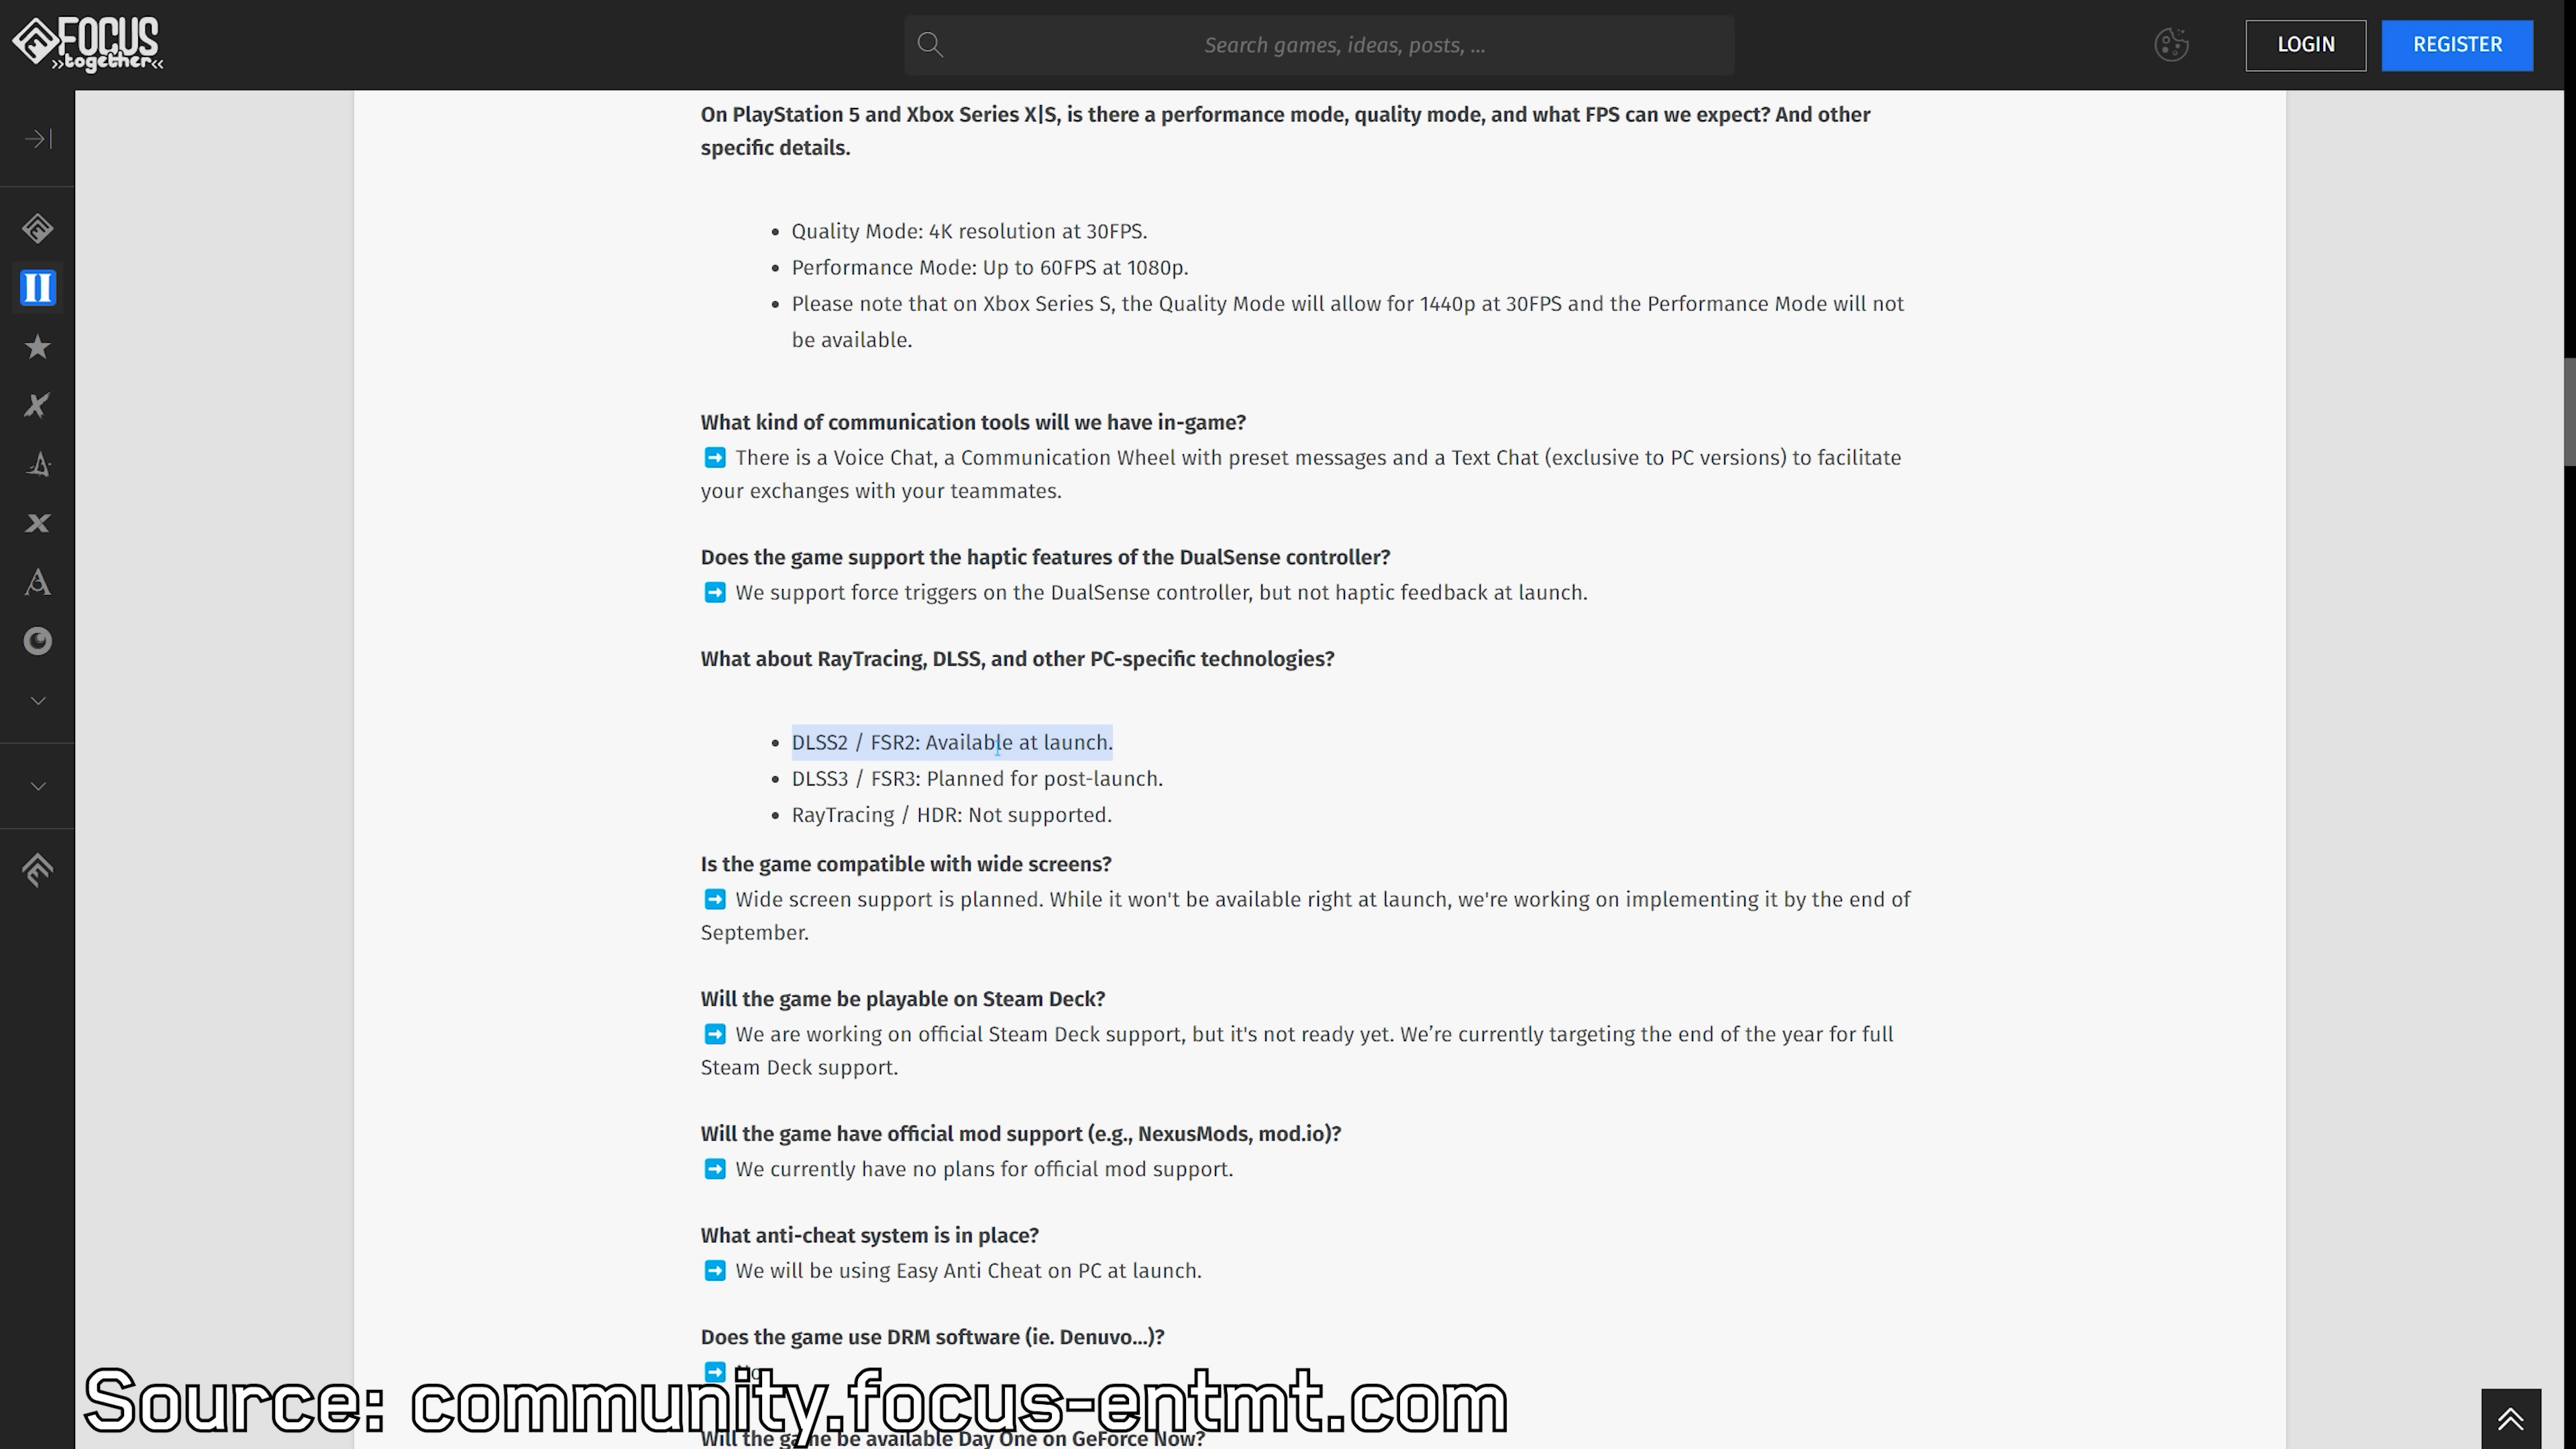 FOCUS
»together«
Search games, ideas, posts, ...
LOGIN
REGISTER
On PlayStation 5 and Xbox Series X|S, is there a performance mode, quality mode, and what FPS can we expect? And other
specific details.
• Quality Mode: 4K resolution at 30FPS.
• Performance Mode: Up to 60FPS at 1080p.
• Please note that on Xbox Series S, the Quality Mode will allow for 1440p at 30FPS and the Performance Mode will not
be available.
What kind of communication tools will we have in-game?
➡ There is a Voice Chat, a Communication Wheel with preset messages and a Text Chat (exclusive to PC versions) to facilitate
your exchanges with your teammates.
Does the game support the haptic features of the DualSense controller?
➡ We support force triggers on the DualSense controller, but not haptic feedback at launch.
What about RayTracing, DLSS, and other PC-specific technologies?
• DLSS2 / FSR2: Available at launch.
• DLSS3 / FSR3: Planned for post-launch.
• RayTracing / HDR: Not supported.
Is the game compatible with wide screens?
➡ Wide screen support is planned. While it won't be available right at launch, we're working on implementing it by the end of
September.
Will the game be playable on Steam Deck?
➡ We are working on official Steam Deck support, but it's not ready yet. We’re currently targeting the end of the year for full
Steam Deck support.
Will the game have official mod support (e.g., NexusMods, mod.io)?
➡ We currently have no plans for official mod support.
What anti-cheat system is in place?
➡ We will be using Easy Anti Cheat on PC at launch.
Does the game use DRM software (ie. Denuvo...)?
Source: community.focus-entmt.com
Will the game be available Day One on GeForce Now?